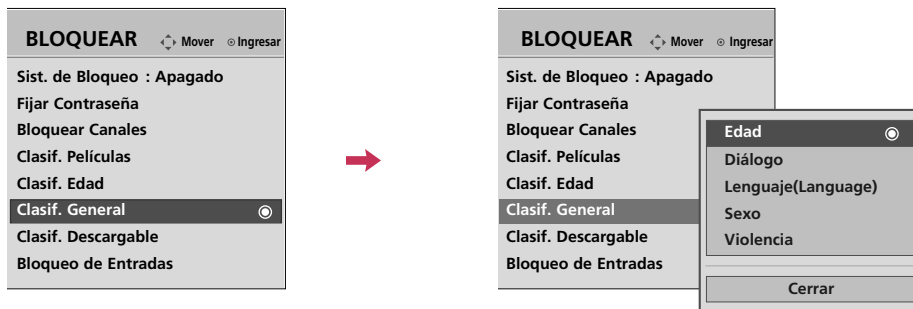 BLOQUEAR Mover Ingresar
Sist. de Bloqueo : Apagado
Fijar Contraseña
Bloquear Canales
Clasif. Películas
Clasif. Edad
Clasif. General
Clasif. Descargable
Bloqueo de Entradas
BLOQUEAR Mover Ingresar
Sist. de Bloqueo : Apagado
Fijar Contraseña
Bloquear Canales
Clasif. Películas
Clasif. Edad
Clasif. General
Clasif. Descargable
Bloqueo de Entradas
Edad
Diálogo
Lenguaje(Language)
Sexo
Violencia
Cerrar